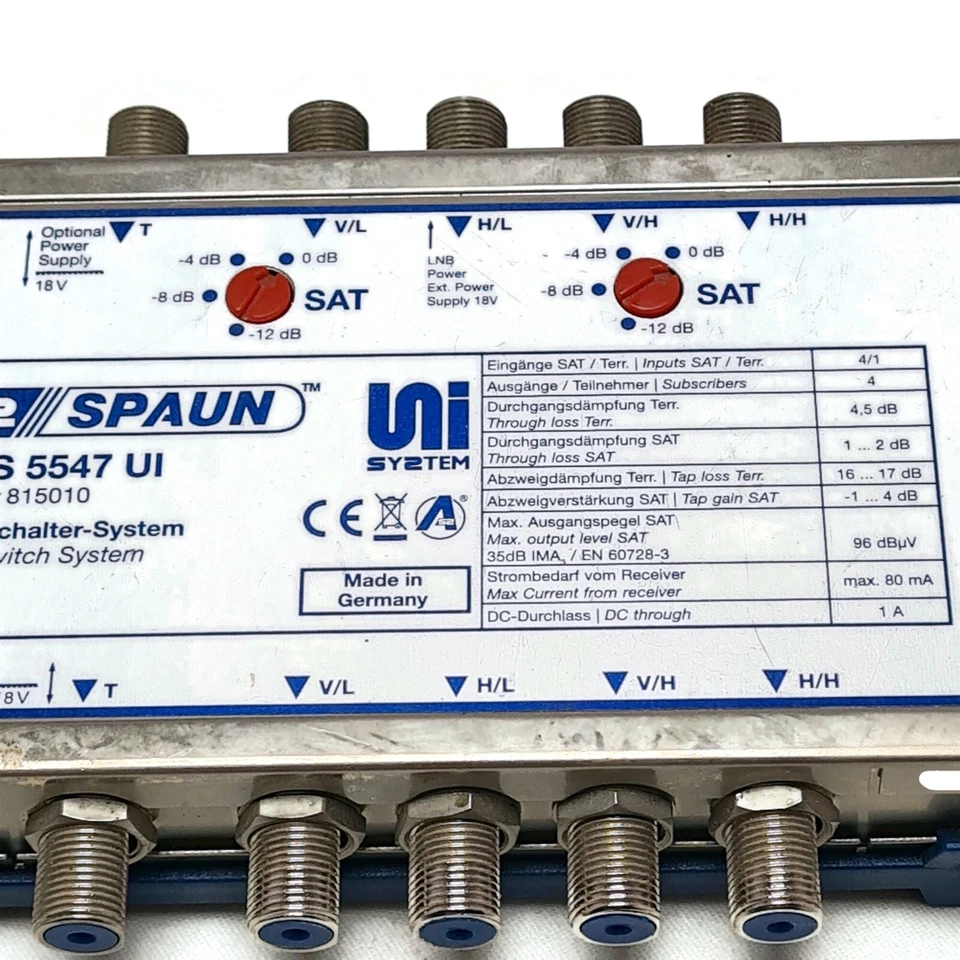 Optional
Power
Supply
18 V
T
V/L
H/L
V/H
H/H
-4 dB
0 dB
-8 dB
SAT
-12 dB
LNB
Power
Ext. Power
Supply 18V
-4 dB
0 dB
-8 dB
SAT
-12 dB
e SPAUN™
UNi
SY2TEM
S 5547 UI
815010
chalter-System
witch System
CE
A®
Made in
Germany
Eingänge SAT / Terr. | Inputs SAT / Terr. 4/1
Ausgänge / Teilnehmer | Subscribers 4
Durchgangsdämpfung Terr.
Through loss Terr. 4,5 dB
Durchgangsdämpfung SAT
Through loss SAT 1 ... 2 dB
Abzweigdämpfung Terr. | Tap loss Terr. 16 ... 17 dB
Abzweigverstärkung SAT | Tap gain SAT -1 ... 4 dB
Max. Ausgangspegel SAT
Max. output level SAT
35dB IMA, / EN 60728-3 96 dBµV
Strombedarf vom Receiver
Max Current from receiver max. 80 mA
DC-Durchlass | DC through 1 A
8V
T
V/L
H/L
V/H
H/H